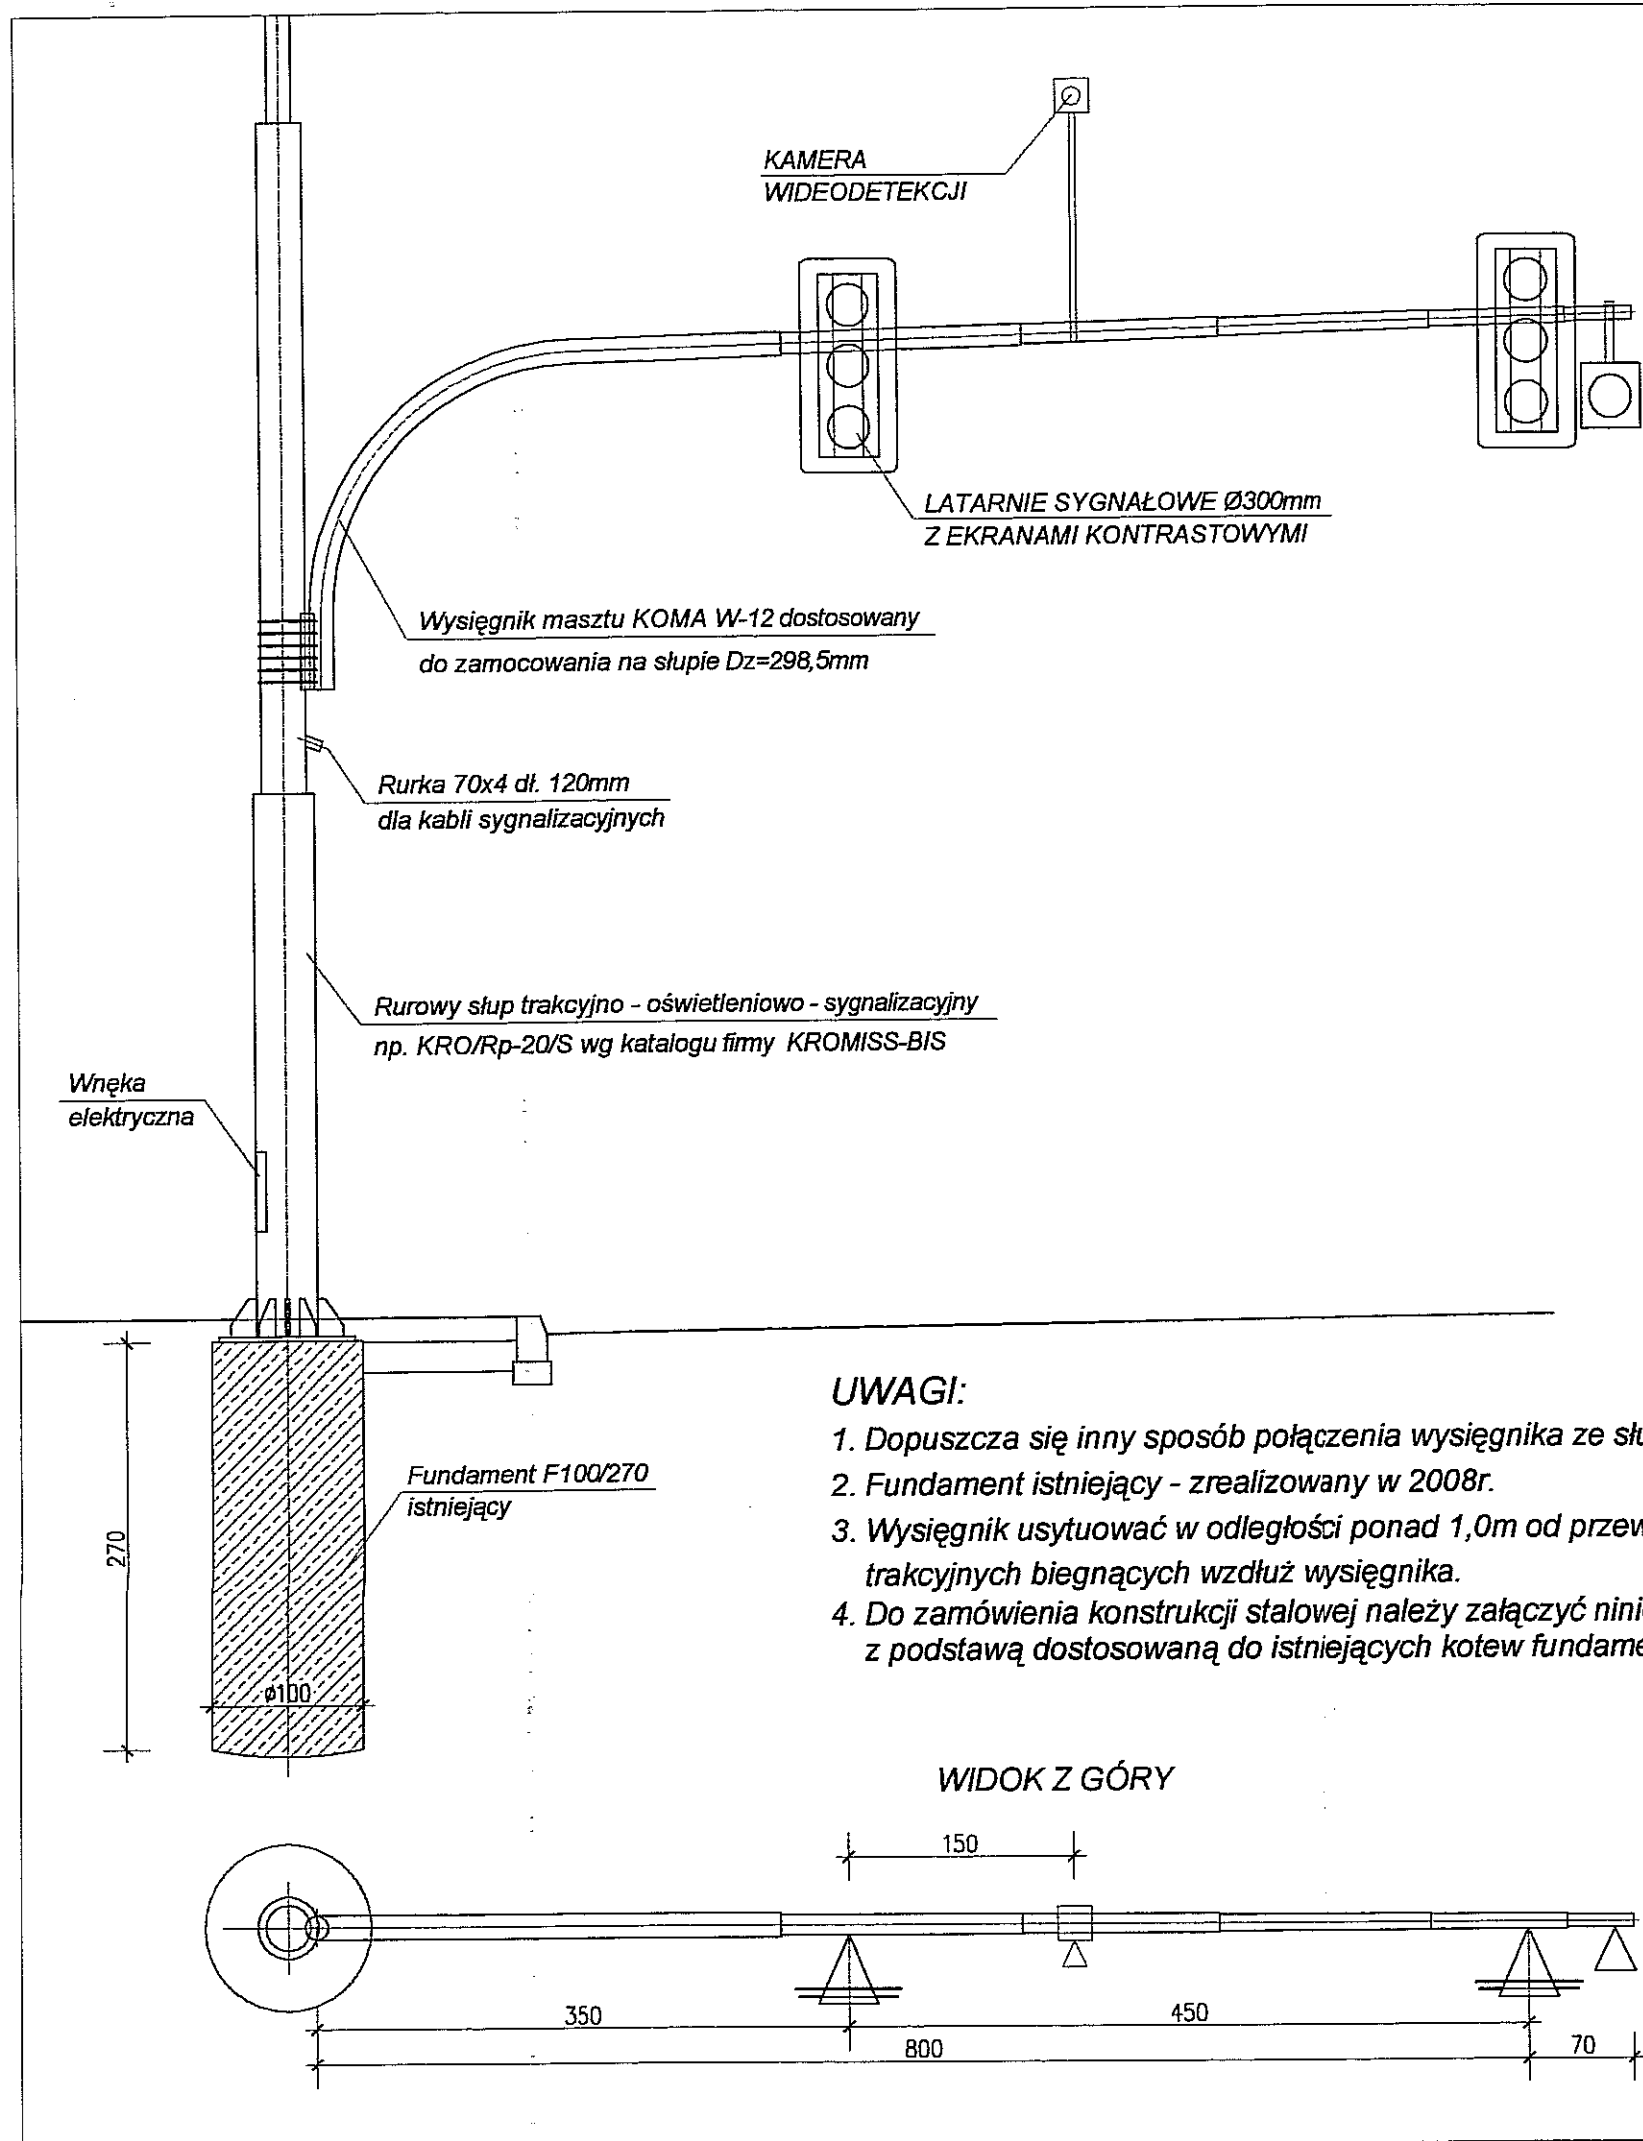 KAMERA
WIDEODETEKCJI
LATARNIE SYGNAŁOWE Ø300mm
Z EKRANAMI KONTRASTOWYMI
Wysięgnik masztu KOMA W-12 dostosowany
do zamocowania na słupie Dz=298,5mm
Rurka 70x4 dł. 120mm
dla kabli sygnalizacyjnych
Rurowy słup trakcyjno - oświetleniowo - sygnalizacyjny
np. KRO/Rp-20/S wg katalogu firmy KROMISS-BIS
Wnęka
elektryczna
UWAGI:
1. Dopuszcza się inny sposób połączenia wysięgnika ze słu
2. Fundament istniejący - zrealizowany w 2008r.
3. Wysięgnik usytuować w odległości ponad 1,0m od przew
trakcyjnych biegnących wzdłuż wysięgnika.
4. Do zamówienia konstrukcji stalowej należy załączyć nini
z podstawą dostosowaną do istniejących kotew fundame
Fundament F100/270
istniejący
270
ø100
WIDOK Z GÓRY
150
350
450
800
70